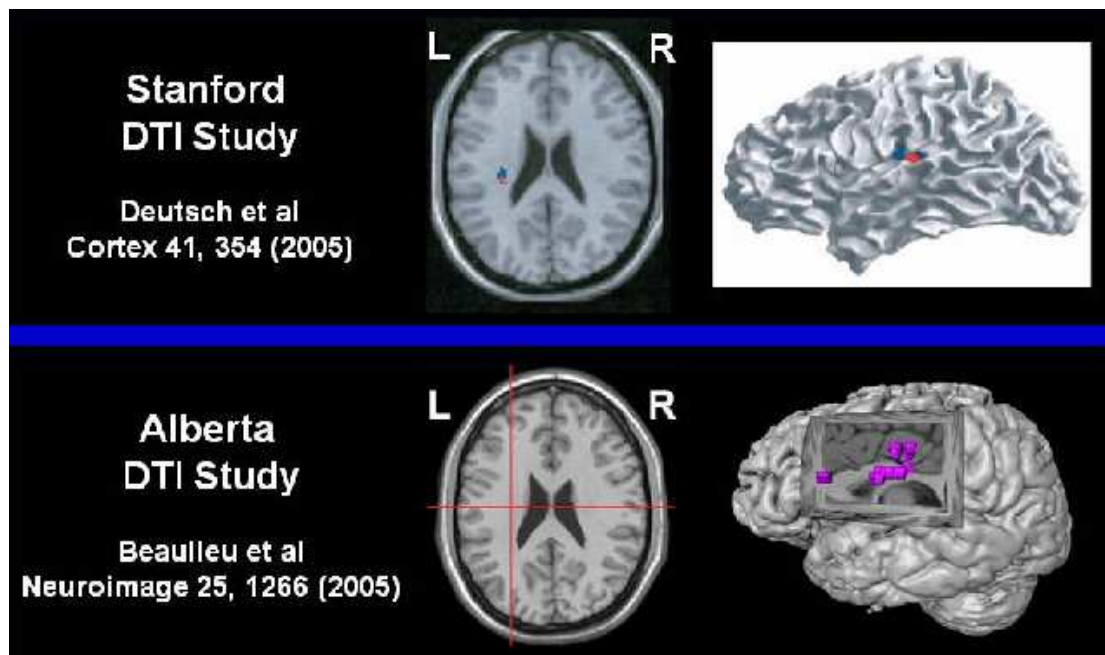 Stanford
DTI Study
Deutsch et al
Cortex 41, 354 (2005)
L R
Alberta
DTI Study
Beaulieu et al
Neuroimage 25, 1266 (2005)
L R